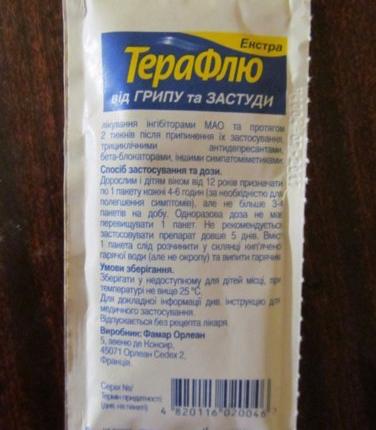 Екстра
ТераФлю
від ГРИПУ та ЗАСТУДИ
лікування інгібіторами МАО та протягом
2 тижнів після припинення їх застосування,
трициклічними антидепресантами,
бета-блокаторами, іншими симпатоміметиками.
Спосіб застосування та дози.
Дорослим і дітям віком від 12 років призначати
по 1 пакету кожні 4-6 годин (за необхідністю для
полегшення симптомів), але не більше 3-4
пакетів на добу. Одноразова доза не має
перевищувати 1 пакет. Не рекомендується
застосовувати препарат довше 5 днів. Вміст
1 пакета слід розчинити у склянці кип'яченої
гарячої води (але не окропу) та випити гарячим.
Умови зберігання.
Зберігати у недоступному для дітей місці, при
температурі не вище 25 °C.
Для докладної інформації див. інструкцію для
медичного застосування.
Відпускається без рецепта лікаря.
Виробник: Фамар Орлеан
5, авеню де Консир,
45071 Орлеан Cedex 2,
Франція.
Серія №/
Термін придатності
(див. на пакеті)
4 820116 020046